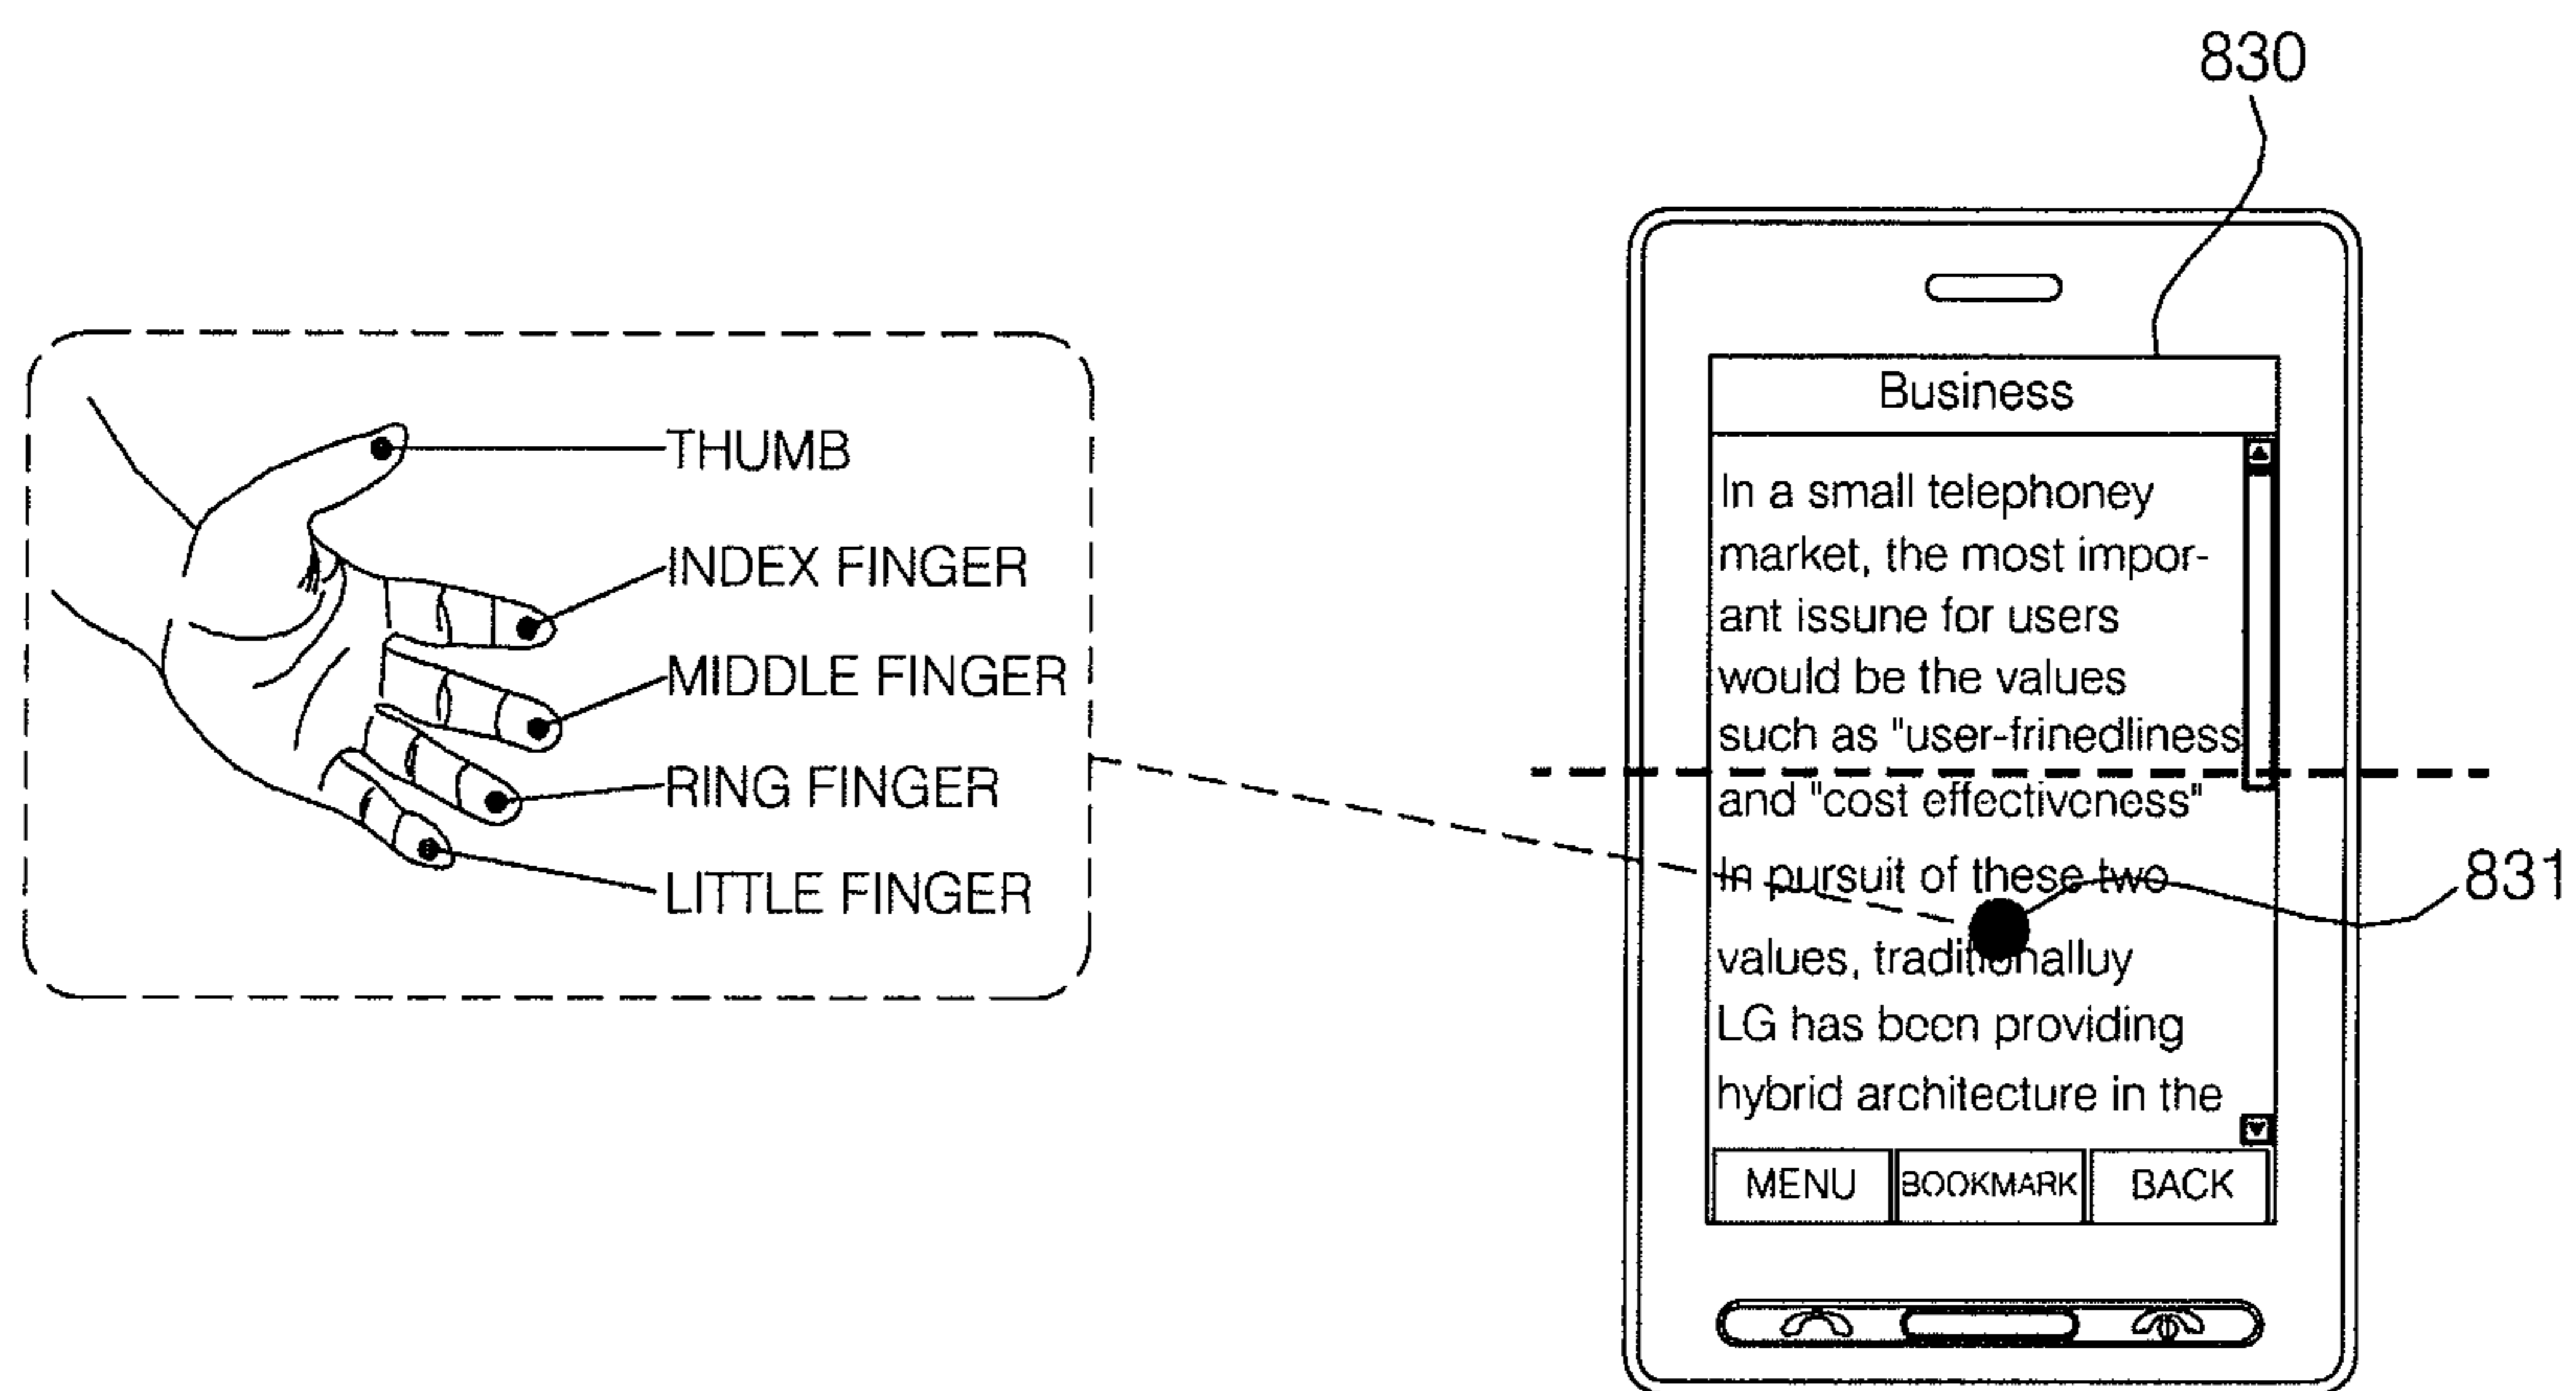 830
THUMB
INDEX FINGER
MIDDLE FINGER
RING FINGER
LITTLE FINGER
Business
In a small telephoney
market, the most impor-
ant issune for users
would be the values
such as "user-frinedliness
and "cost effectiveness"
In pursuit of these two
values, traditionalluy
LG has been providing
hybrid architecture in the
831
MENU
BOOKMARK
BACK